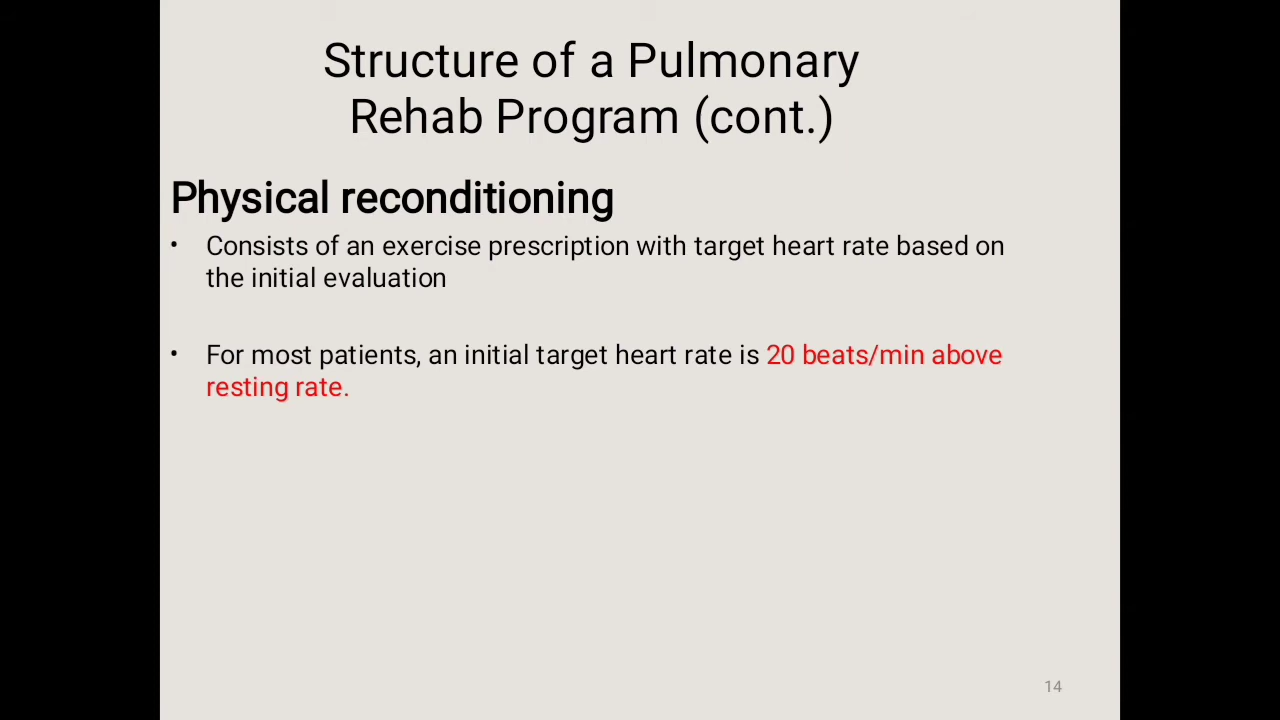 Structure of a Pulmonary
Rehab Program (cont.)
Physical reconditioning
• Consists of an exercise prescription with target heart rate based on
the initial evaluation
• For most patients, an initial target heart rate is 20 beats/min above
resting rate.
14